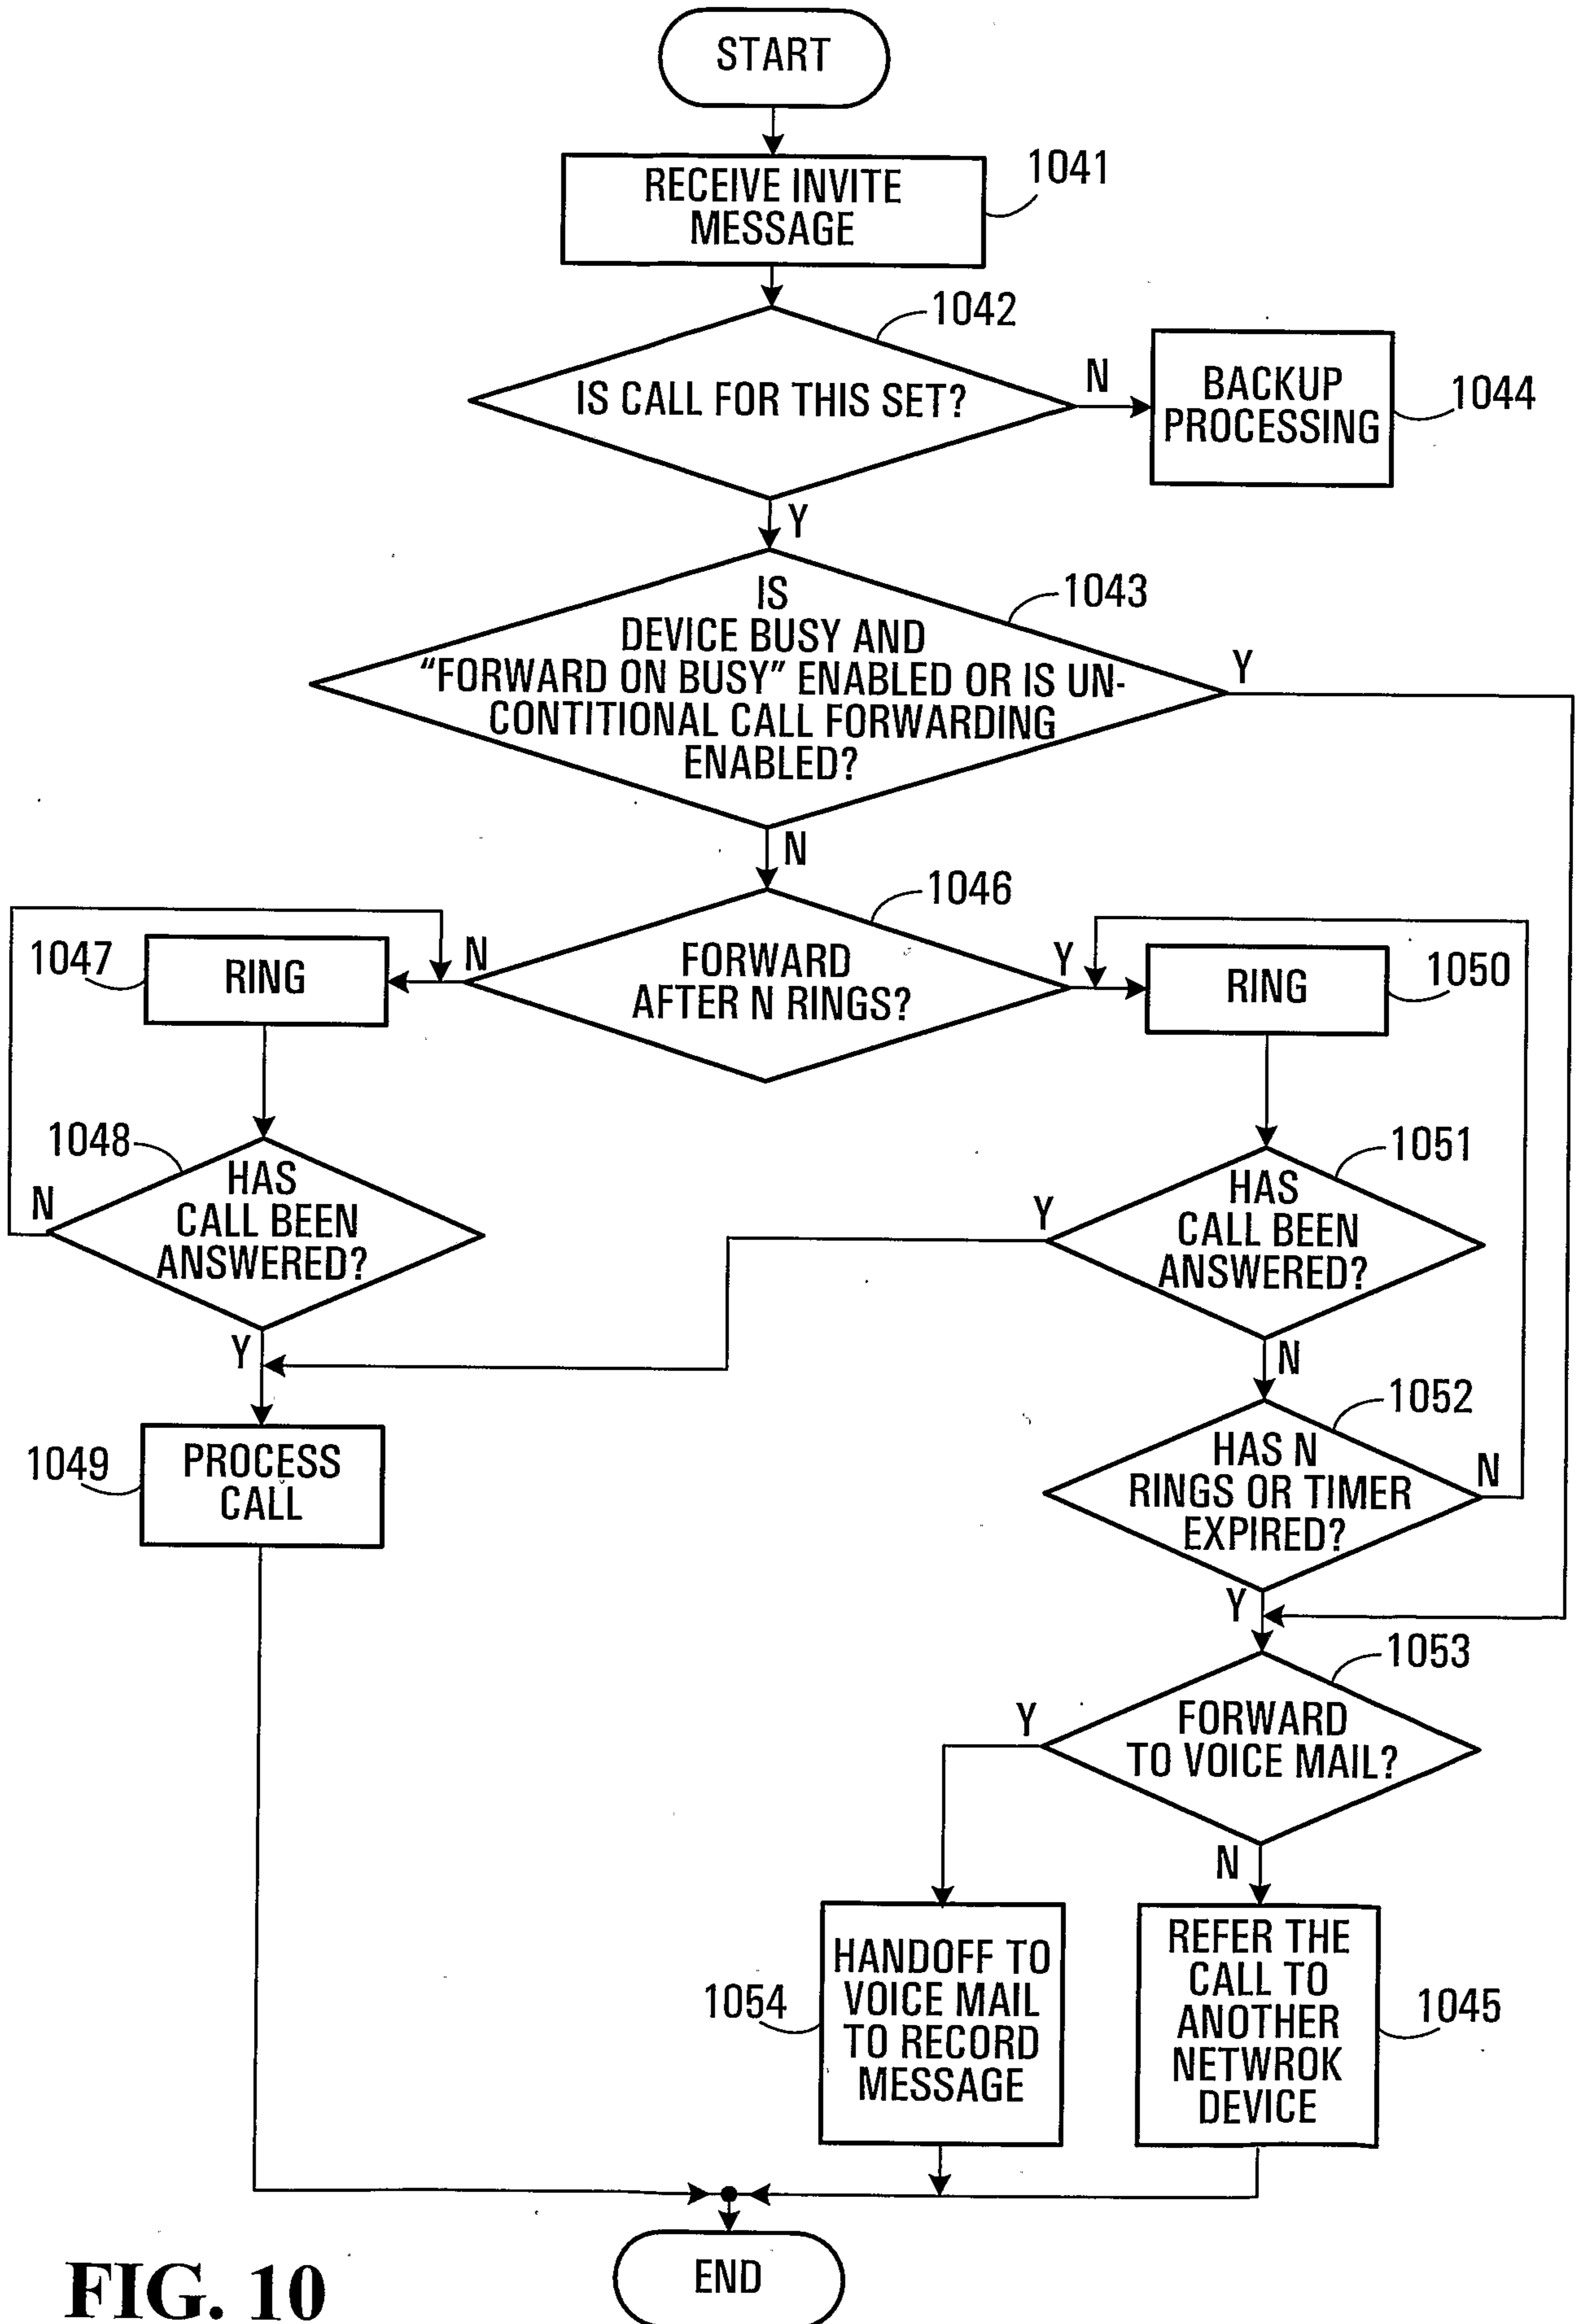 START
RECEIVE INVITE
MESSAGE
1041
1042
IS CALL FOR THIS SET?
N
BACKUP
PROCESSING
1044
Y
1043
IS
DEVICE BUSY AND
“FORWARD ON BUSY” ENABLED OR IS UN-
CONTITIONAL CALL FORWARDING
ENABLED?
Y
N
1046
FORWARD
AFTER N RINGS?
N
Y
1047
RING
RING
1050
1048
HAS
CALL BEEN
ANSWERED?
N
Y
1051
HAS
CALL BEEN
ANSWERED?
Y
N
1049
PROCESS
CALL
1052
HAS N
RINGS OR TIMER
EXPIRED?
N
Y
1053
FORWARD
TO VOICE MAIL?
Y
N
1054
HANDOFF TO
VOICE MAIL
TO RECORD
MESSAGE
REFER THE
CALL TO
ANOTHER
NETWROK
DEVICE
1045
END
FIG. 10